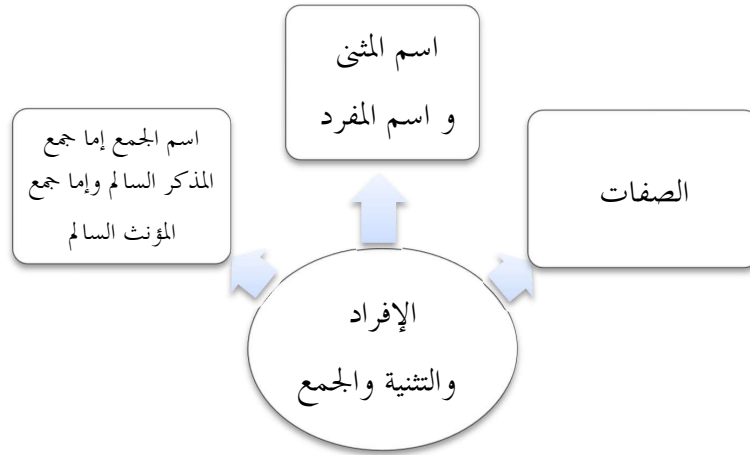 اسم المثنى
و اسم المفرد
الصفات
اسم الجمع إما جمع
المذكر السالم وإما جمع
المؤنث السالم
الإفراد
والتثنية والجمع